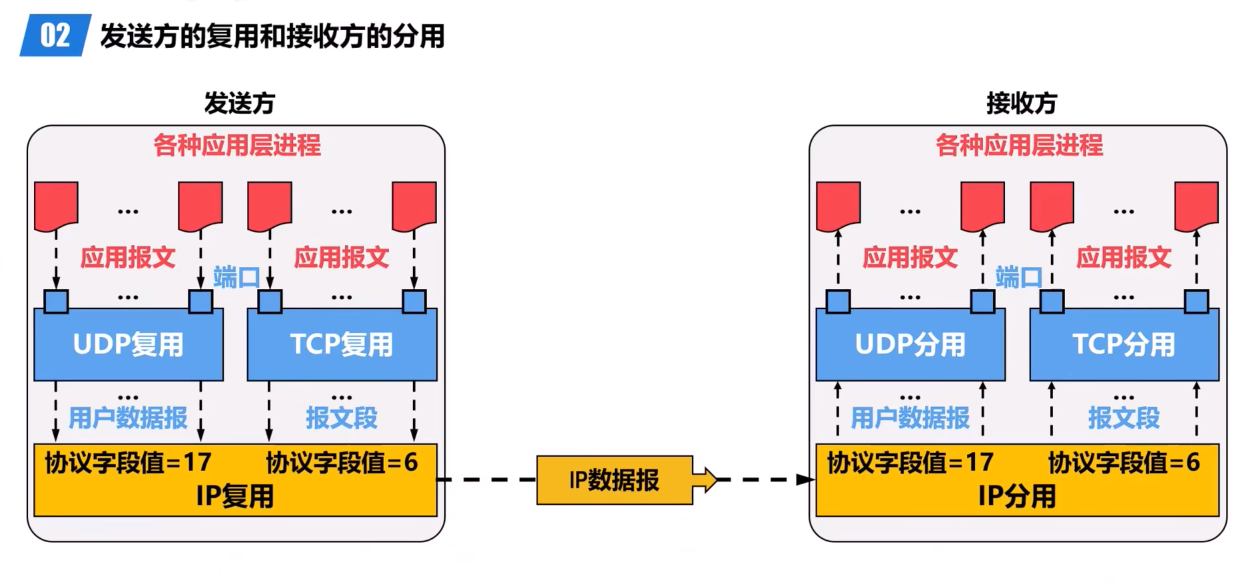 02 发送方的复用和接收方的分用
发送方
各种应用层进程
... ...
应用报文 应用报文
端口
... ...
UDP复用 TCP复用
... ...
用户数据报 报文段
协议字段值=17 协议字段值=6
IP复用
IP数据报
接收方
各种应用层进程
... ...
应用报文 应用报文
端口
... ...
UDP分用 TCP分用
... ...
用户数据报 报文段
协议字段值=17 协议字段值=6
IP分用